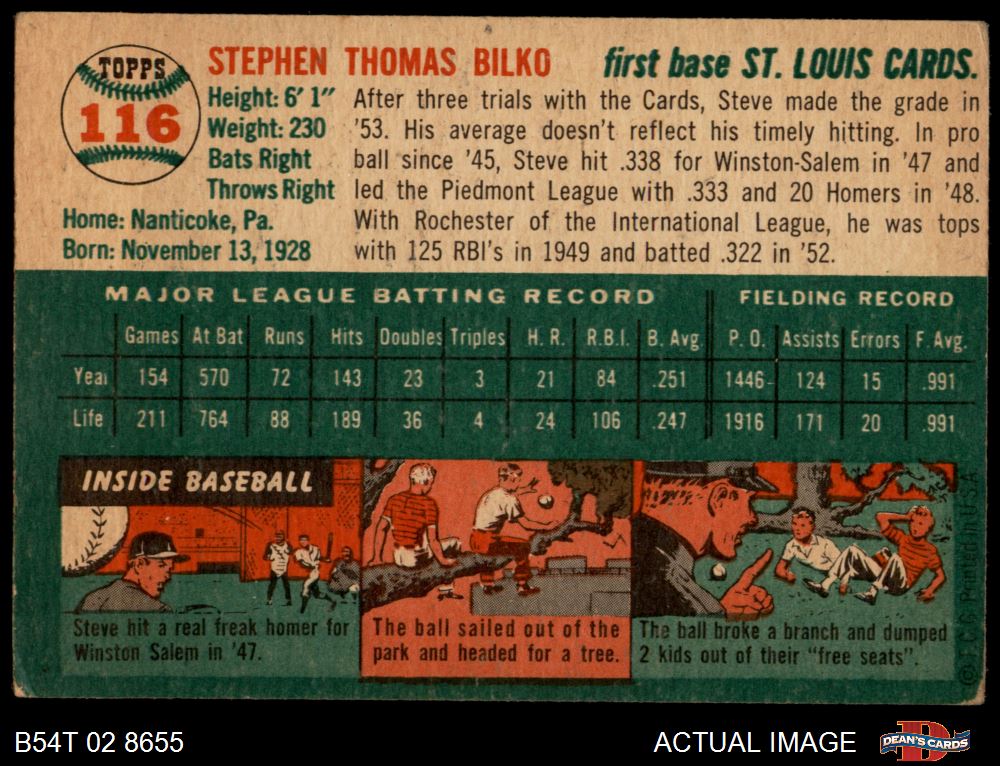 TOPPS
116
STEPHEN THOMAS BILKO first base ST. LOUIS CARDS.
Height: 6' 1"
Weight: 230
Bats Right
Throws Right
Home: Nanticoke, Pa.
Born: November 13, 1928
After three trials with the Cards, Steve made the grade in
'53. His average doesn't reflect his timely hitting. In pro
ball since '45, Steve hit .338 for Winston-Salem in '47 and
led the Piedmont League with .333 and 20 Homers in '48.
With Rochester of the International League, he was tops
with 125 RBI's in 1949 and batted .322 in '52.
MAJOR LEAGUE BATTING RECORD FIELDING RECORD
Games At Bat Runs Hits Doubles Triples H. R. R.B.I. B. Avg. P. O. Assists Errors F. Avg.
Year 154 570 72 143 23 3 21 84 .251 1446 124 15 .991
Life 211 764 88 189 36 4 24 106 .247 1916 171 20 .991
INSIDE BASEBALL
Steve hit a real freak homer for
Winston Salem in '47.
The ball sailed out of the
park and headed for a tree.
The ball broke a branch and dumped
2 kids out of their "free seats".
© T. C. G. Printed in U. S. A.
B54T 02 8655
ACTUAL IMAGE
DEAN'S CARDS